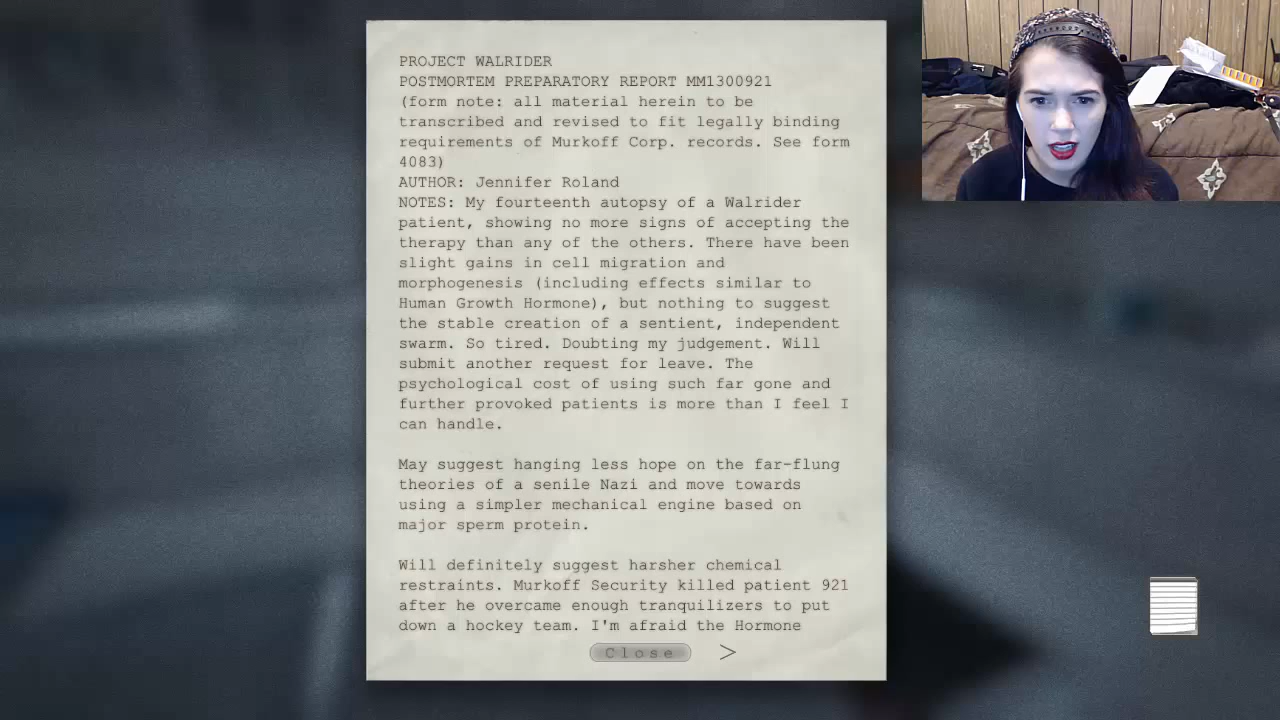 PROJECT WALRIDER
POSTMORTEM PREPARATORY REPORT MM1300921
(form note: all material herein to be
transcribed and revised to fit legally binding
requirements of Murkoff Corp. records. See form
4083)
AUTHOR: Jennifer Roland
NOTES: My fourteenth autopsy of a Walrider
patient, showing no more signs of accepting the
therapy than any of the others. There have been
slight gains in cell migration and
morphogenesis (including effects similar to
Human Growth Hormone), but nothing to suggest
the stable creation of a sentient, independent
swarm. So tired. Doubting my judgement. Will
submit another request for leave. The
psychological cost of using such far gone and
further provoked patients is more than I feel I
can handle.
May suggest hanging less hope on the far-flung
theories of a senile Nazi and move towards
using a simpler mechanical engine based on
major sperm protein.
Will definitely suggest harsher chemical
restraints. Murkoff Security killed patient 921
after he overcame enough tranquilizers to put
down a hockey team. I'm afraid the Hormone
Close >